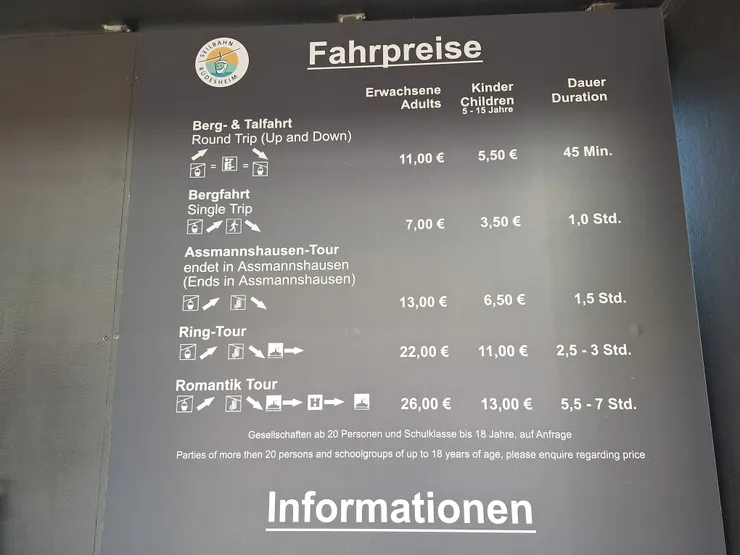 SEILBAHN
RÜDESHEIM
Fahrpreise
Erwachsene
Adults
Kinder
Children
5 - 15 Jahre
Dauer
Duration
Berg- & Talfahrt
Round Trip (Up and Down)
= =
11,00 € 5,50 € 45 Min.
Bergfahrt
Single Trip
7,00 € 3,50 € 1,0 Std.
Assmannshausen-Tour
endet in Assmannshausen
(Ends in Assmannshausen)
13,00 € 6,50 € 1,5 Std.
Ring-Tour
22,00 € 11,00 € 2,5 - 3 Std.
Romantik Tour
H
26,00 € 13,00 € 5,5 - 7 Std.
Gesellschaften ab 20 Personen und Schulklasse bis 18 Jahre, auf Anfrage
Parties of more then 20 persons and schoolgroups of up to 18 years of age, please enquire regarding price
Informationen